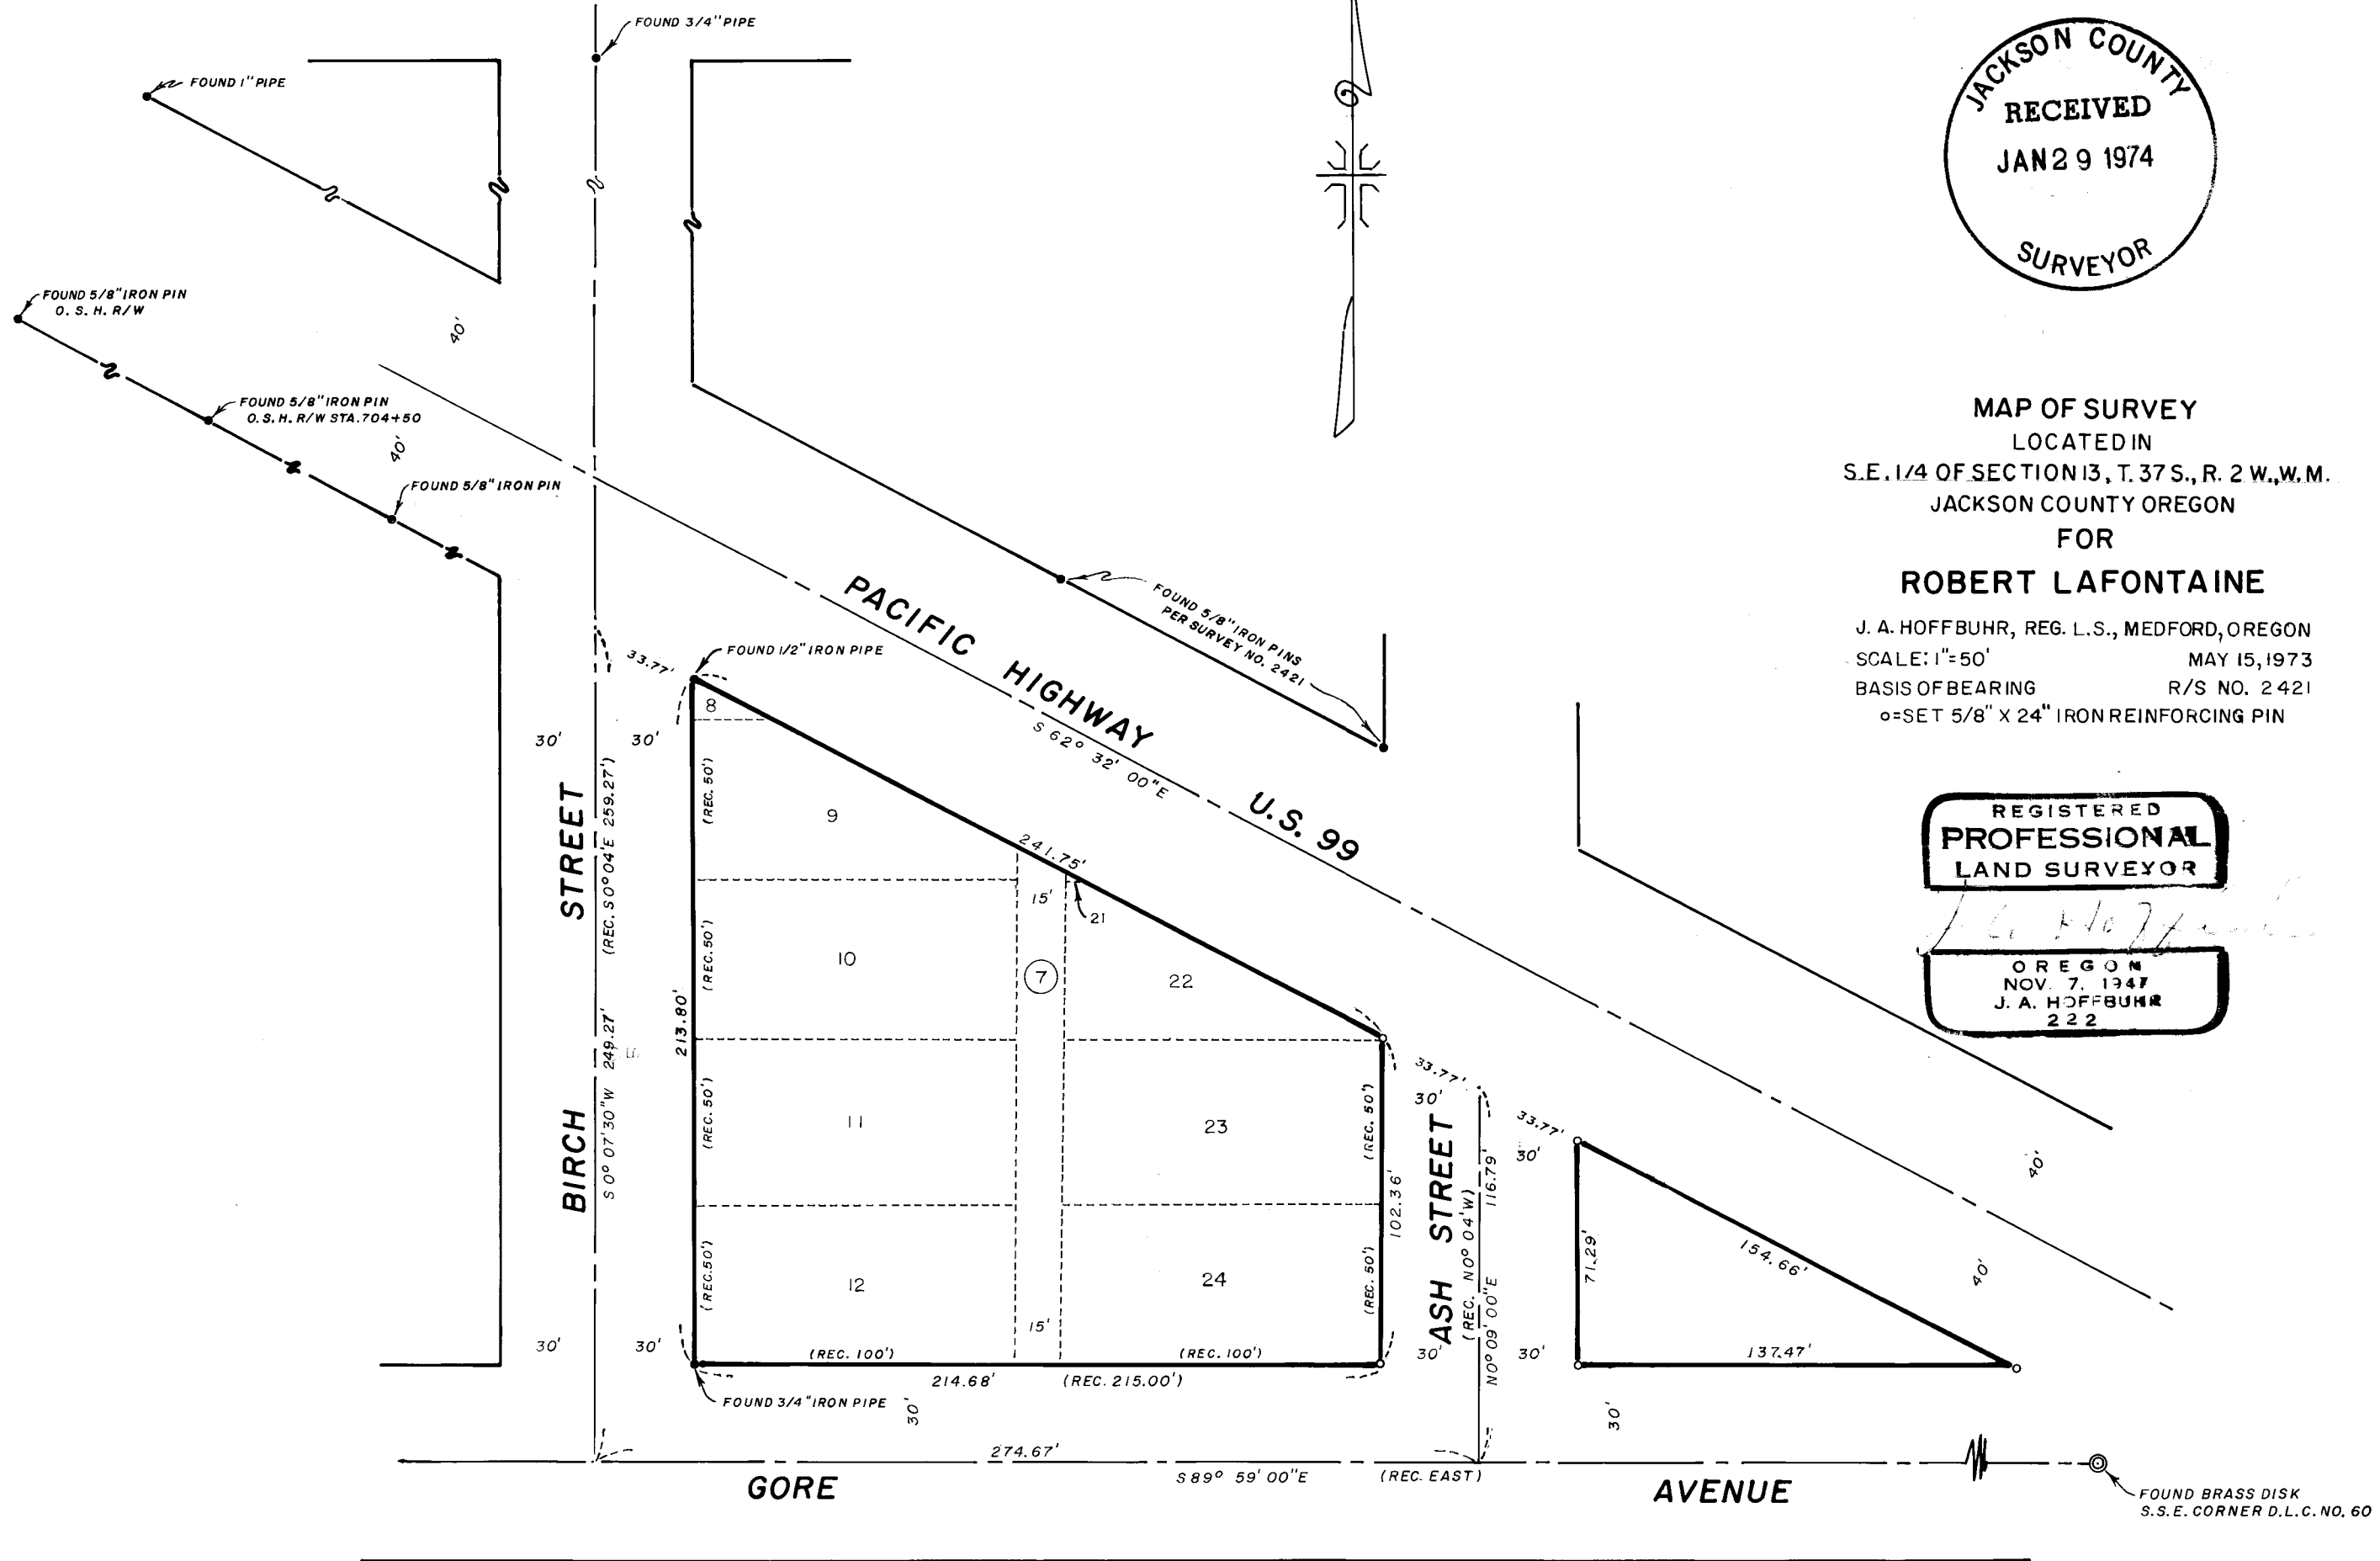 FOUND 3/4" PIPE
FOUND 1" PIPE
JACKSON COUNTY
RECEIVED
JAN 29 1974
SURVEYOR
FOUND 5/8" IRON PIN
O. S. H. R/W
40'
FOUND 5/8" IRON PIN
O.S.H. R/W STA. 704+50
40'
FOUND 5/8" IRON PIN
MAP OF SURVEY
LOCATED IN
S.E. 1/4 OF SECTION 13, T. 37 S., R. 2 W., W.M.
JACKSON COUNTY OREGON
FOR
ROBERT LAFONTAINE
J. A. HOFFBUHR, REG. L.S., MEDFORD, OREGON
SCALE: 1"=50' MAY 15, 1973
BASIS OF BEARING R/S NO. 2421
o=SET 5/8" X 24" IRON REINFORCING PIN
PACIFIC HIGHWAY U.S. 99
S 62° 32' 00" E
FOUND 5/8" IRON PINS
PER SURVEY NO. 2421
33.77'
FOUND 1/2" IRON PIPE
8
30' 30'
REGISTERED
PROFESSIONAL
LAND SURVEYOR
OREGON
NOV. 7, 1947
J. A. HOFFBUHR
222
BIRCH STREET
(REC. S 0° 04' E 259.27')
S 0° 07' 30" W 249.27'
213.80'
(REC. 50')
(REC. 50')
(REC. 50')
(REC. 50')
9
241.75'
15'
21
10
7
22
11
23
12
24
15'
(REC. 50')
(REC. 50')
102.36'
33.77'
30'
33.77'
30'
ASH STREET
(REC. N 0° 04' W)
N 0° 09' 00" E 116.79'
71.29'
154.66'
137.47'
40'
40'
30' 30'
(REC. 100') (REC. 100')
30' 30'
214.68' (REC. 215.00')
FOUND 3/4" IRON PIPE
30'
30'
274.67'
S 89° 59' 00" E (REC. EAST)
GORE AVENUE
FOUND BRASS DISK
S.S.E. CORNER D.L.C. NO. 60